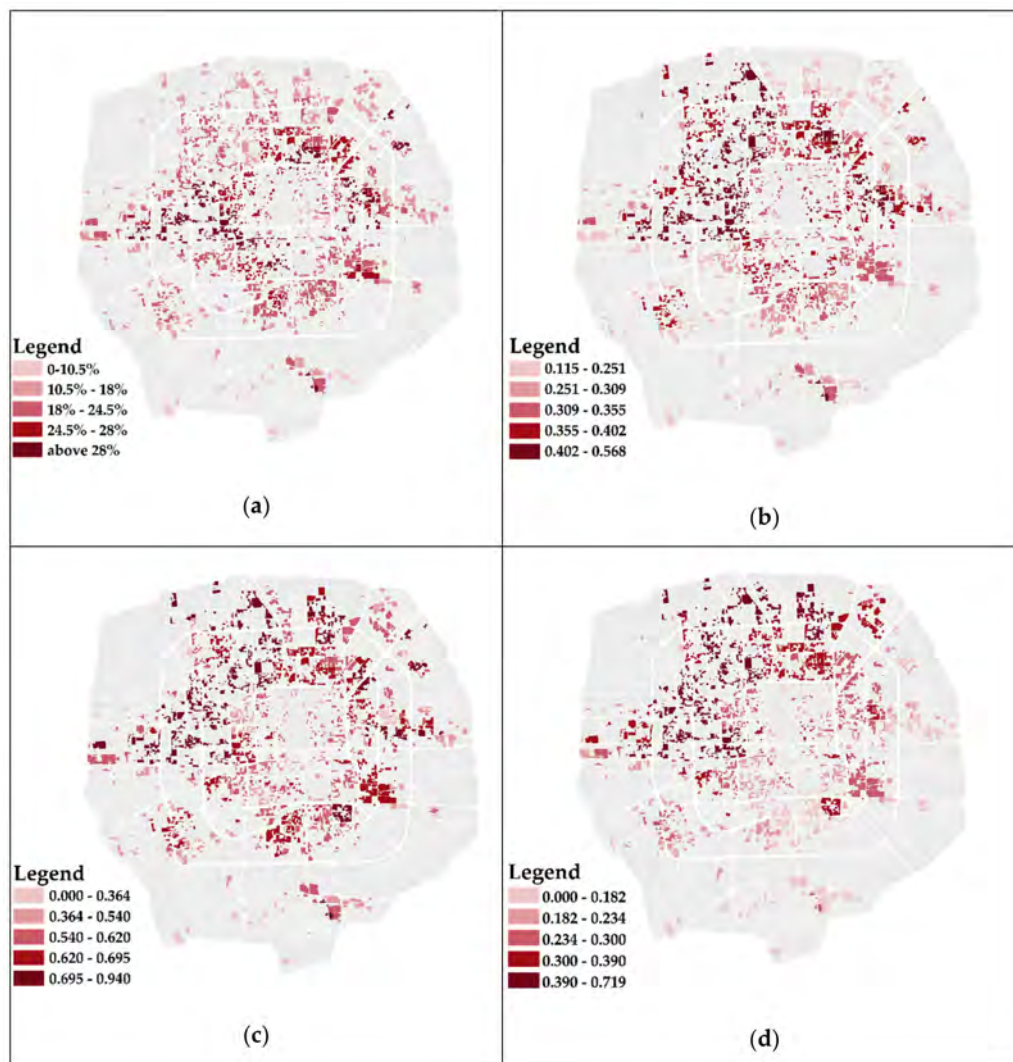 Legend
0-10.5%
10.5% - 18%
18% - 24.5%
24.5% - 28%
above 28%
(a)
Legend
0.115 - 0.251
0.251 - 0.309
0.309 - 0.355
0.355 - 0.402
0.402 - 0.568
(b)
Legend
0.000 - 0.364
0.364 - 0.540
0.540 - 0.620
0.620 - 0.695
0.695 - 0.940
(c)
Legend
0.000 - 0.182
0.182 - 0.234
0.234 - 0.300
0.300 - 0.390
0.390 - 0.719
(d)